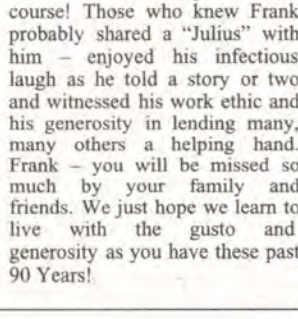 course! Those who knew Frank
probably shared a “Julius” with
him – enjoyed his infectious
laugh as he told a story or two
and witnessed his work ethic and
his generosity in lending many,
many others a helping hand.
Frank – you will be missed so
much by your family and
friends. We just hope we learn to
live with the gusto and
generosity as you have these past
90 Years!